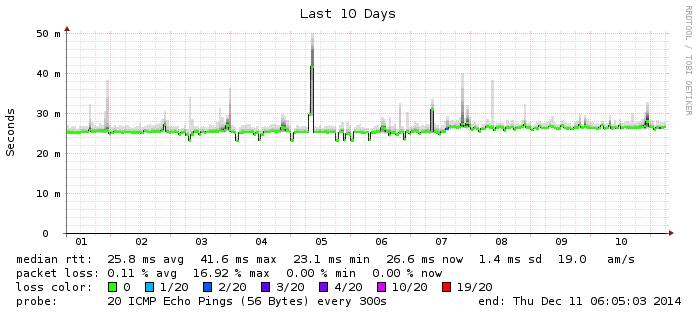 Last 10 Days
RRDTOOL / TOBI OETIKER
Seconds
50 m
40 m
30 m
20 m
10 m
0
01 02 03 04 05 06 07 08 09 10
median rtt: 25.8 ms avg 41.6 ms max 23.1 ms min 26.6 ms now 1.4 ms sd 19.0 am/s
packet loss: 0.11 % avg 16.92 % max 0.00 % min 0.00 % now
loss color: 0 1/20 2/20 3/20 4/20 10/20 19/20
probe: 20 ICMP Echo Pings (56 Bytes) every 300s end: Thu Dec 11 06:05:03 2014